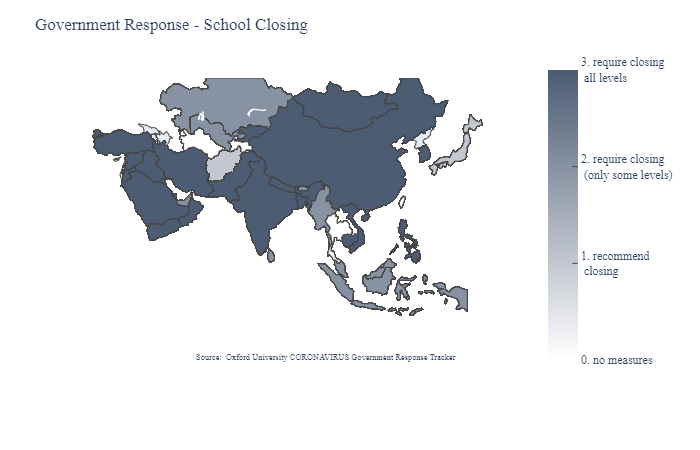 Government Response - School Closing
3. require closing
all levels
2. require closing
(only some levels)
1. recommend
closing
0. no measures
Source: Oxford University CORONAVIRUS Government Response Tracker